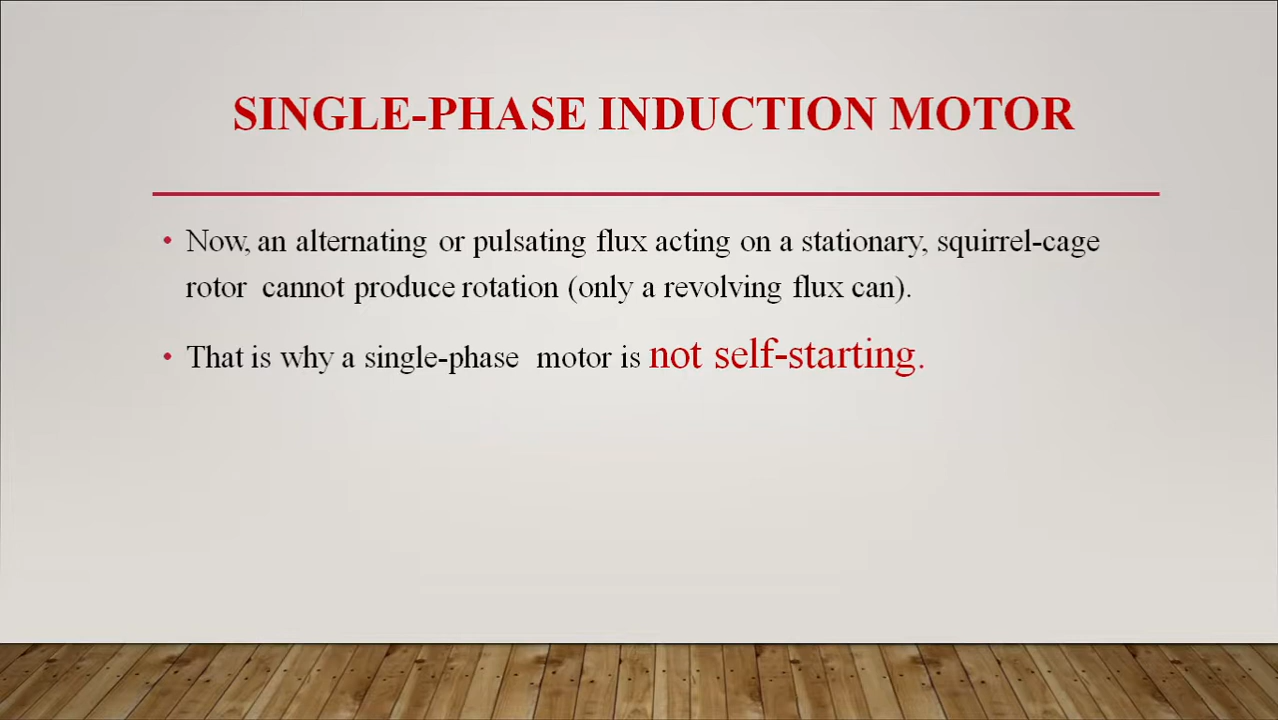 SINGLE-PHASE INDUCTION MOTOR
• Now, an alternating or pulsating flux acting on a stationary, squirrel-cage
rotor cannot produce rotation (only a revolving flux can).
• That is why a single-phase motor is not self-starting.